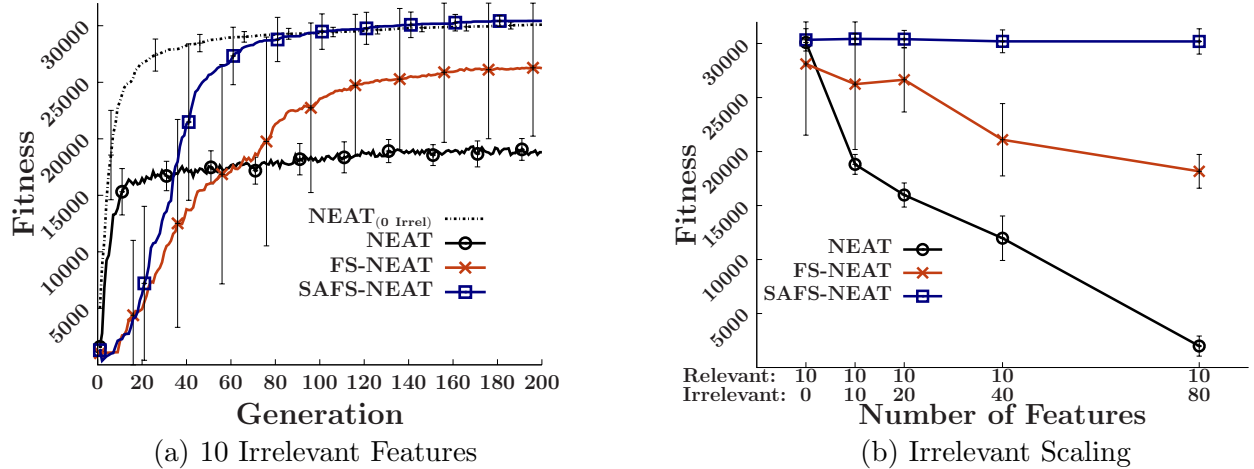 Fitness
30000
25000
20000
15000
10000
5000
NEAT(0 Irrel)
NEAT
FS-NEAT
SAFS-NEAT
0 20 40 60 80 100 120 140 160 180 200
Generation
(a) 10 Irrelevant Features
Fitness
30000
25000
20000
15000
10000
5000
NEAT
FS-NEAT
SAFS-NEAT
Relevant: 10 10 10 10 10
Irrelevant: 0 10 20 40 80
Number of Features
(b) Irrelevant Scaling